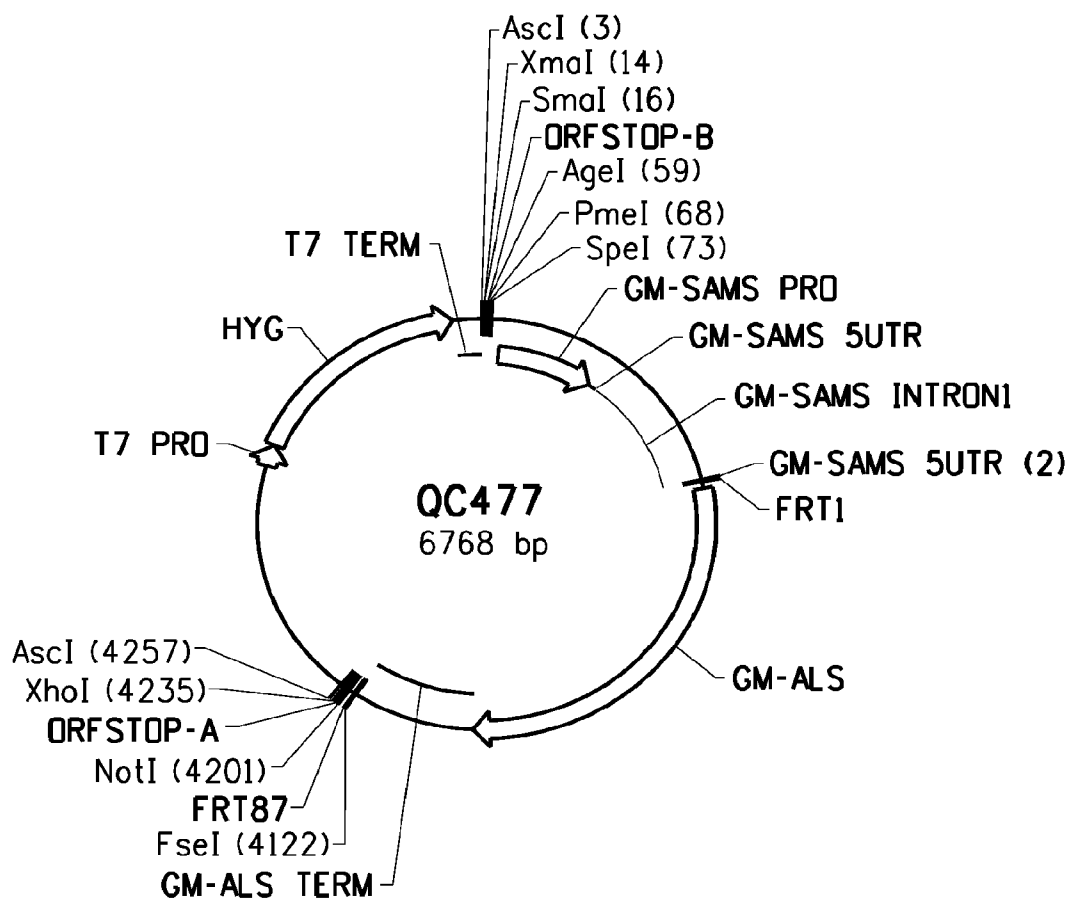 AscI (3)
XmaI (14)
SmaI (16)
ORFSTOP-B
AgeI (59)
PmeI (68)
SpeI (73)
T7 TERM
GM-SAMS PRO
HYG
GM-SAMS 5UTR
GM-SAMS INTRON1
T7 PRO
GM-SAMS 5UTR (2)
FRT1
QC477
6768 bp
AscI (4257)
XhoI (4235)
GM-ALS
ORFSTOP-A
NotI (4201)
FRT87
FseI (4122)
GM-ALS TERM